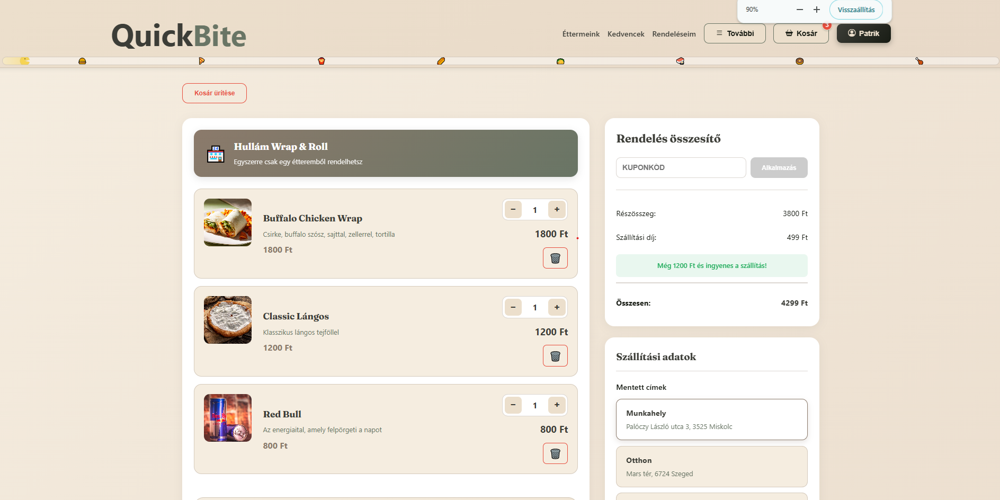 90%
Visszaállítás
QuickBite
Éttermeink
Kedvencek
Rendeléseim
További
Kosár
3
Patrik
Kosár ürítése
Hullám Wrap & Roll
Egyszerre csak egy étteremből rendelhetsz
Buffalo Chicken Wrap
Csirke, buffalo szósz, sajttal, zellerrel, tortilla
1800 Ft
− 1 +
1800 Ft
Classic Lángos
Klasszikus lángos tejföllel
1200 Ft
− 1 +
1200 Ft
Red Bull
Az energiaital, amely felpörgeti a napot
800 Ft
− 1 +
800 Ft
Rendelés összesítő
KUPONKÓD
Alkalmazás
Részösszeg: 3800 Ft
Szállítási díj: 499 Ft
Még 1200 Ft és ingyenes a szállítás!
Összesen: 4299 Ft
Szállítási adatok
Mentett címek
Munkahely
Palóczy László utca 3, 3525 Miskolc
Otthon
Mars tér, 6724 Szeged